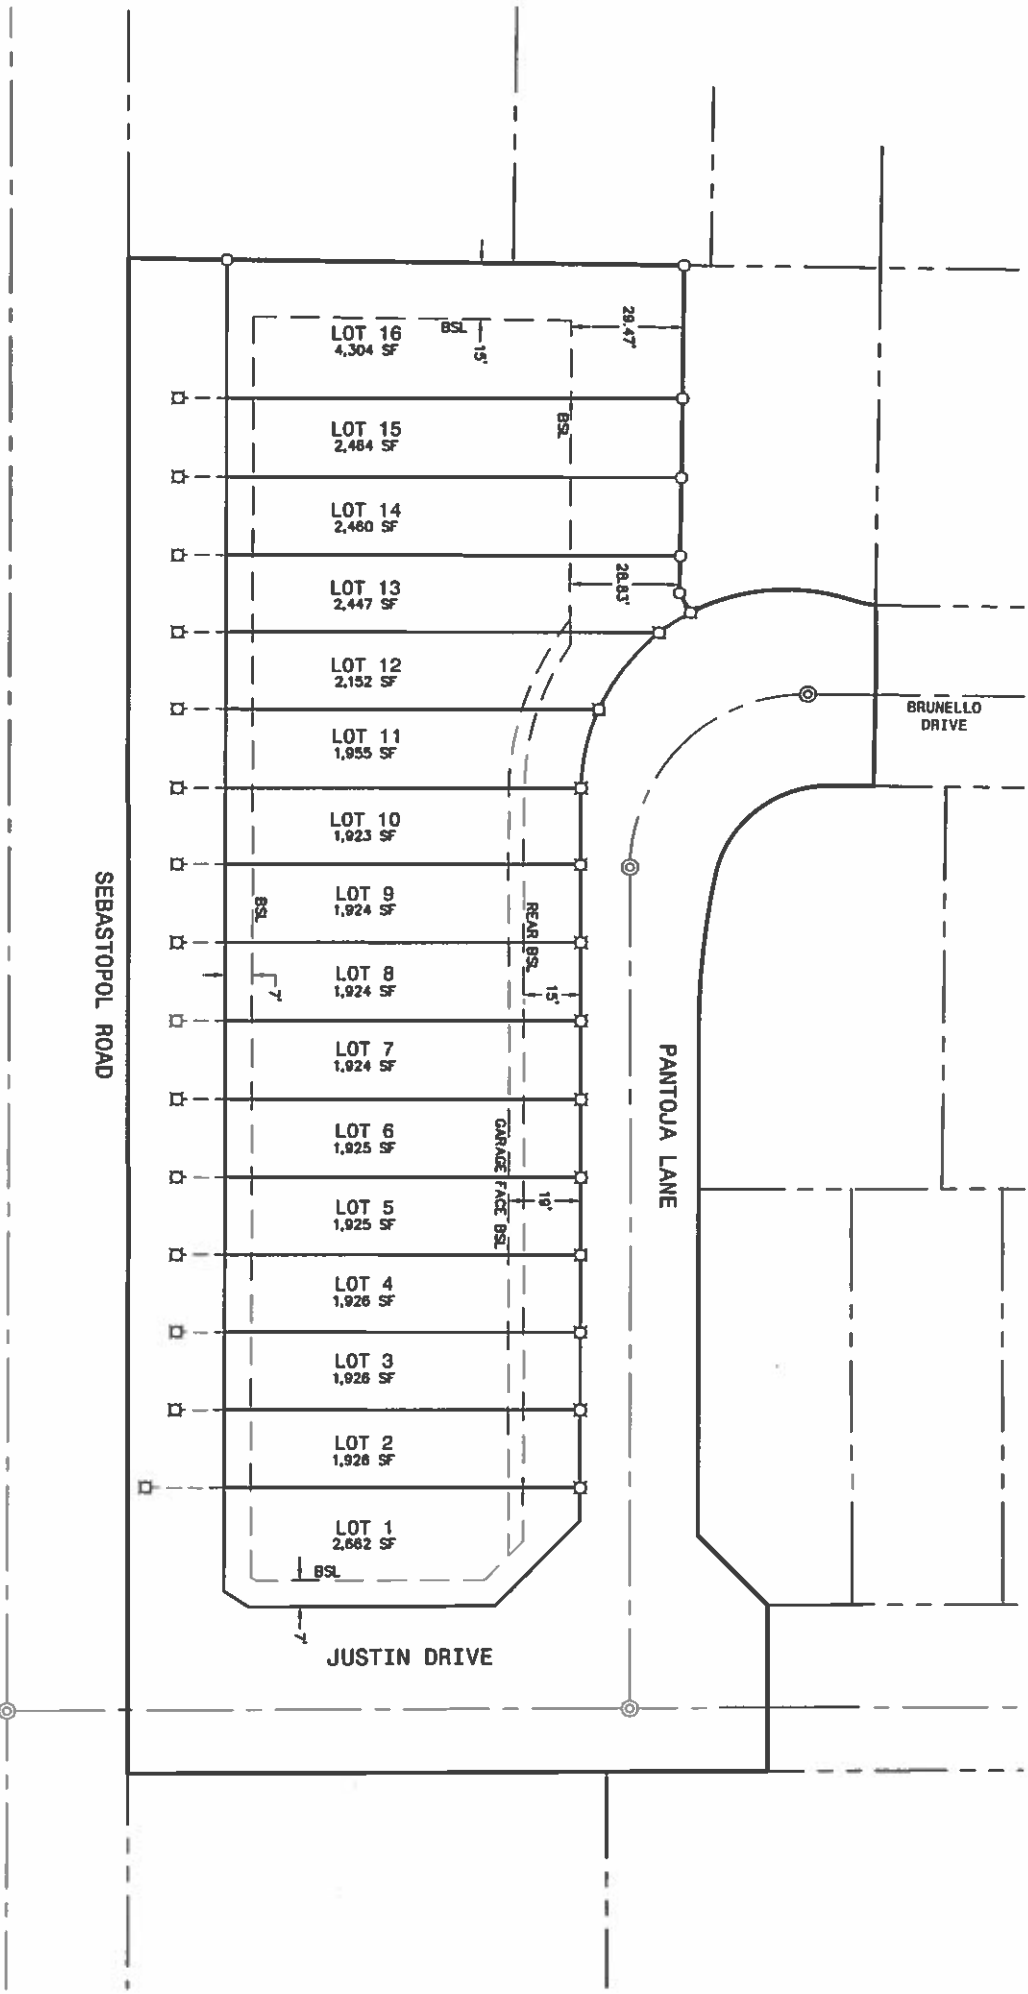 29.47'
BSL
15'
LOT 16
4,304 SF
BSL
LOT 15
2,464 SF
LOT 14
2,460 SF
28.83'
LOT 13
2,447 SF
LOT 12
2,152 SF
BRUNELLO
DRIVE
LOT 11
1,955 SF
LOT 10
1,923 SF
SEBASTOPOL ROAD
BSL
LOT 9
1,924 SF
REAR BSL
LOT 8
1,924 SF
7'
15'
LOT 7
1,924 SF
PANTOJA LANE
LOT 6
1,925 SF
GARAGE FACE BSL
19'
LOT 5
1,925 SF
LOT 4
1,926 SF
LOT 3
1,926 SF
LOT 2
1,926 SF
LOT 1
2,662 SF
BSL
7'
JUSTIN DRIVE